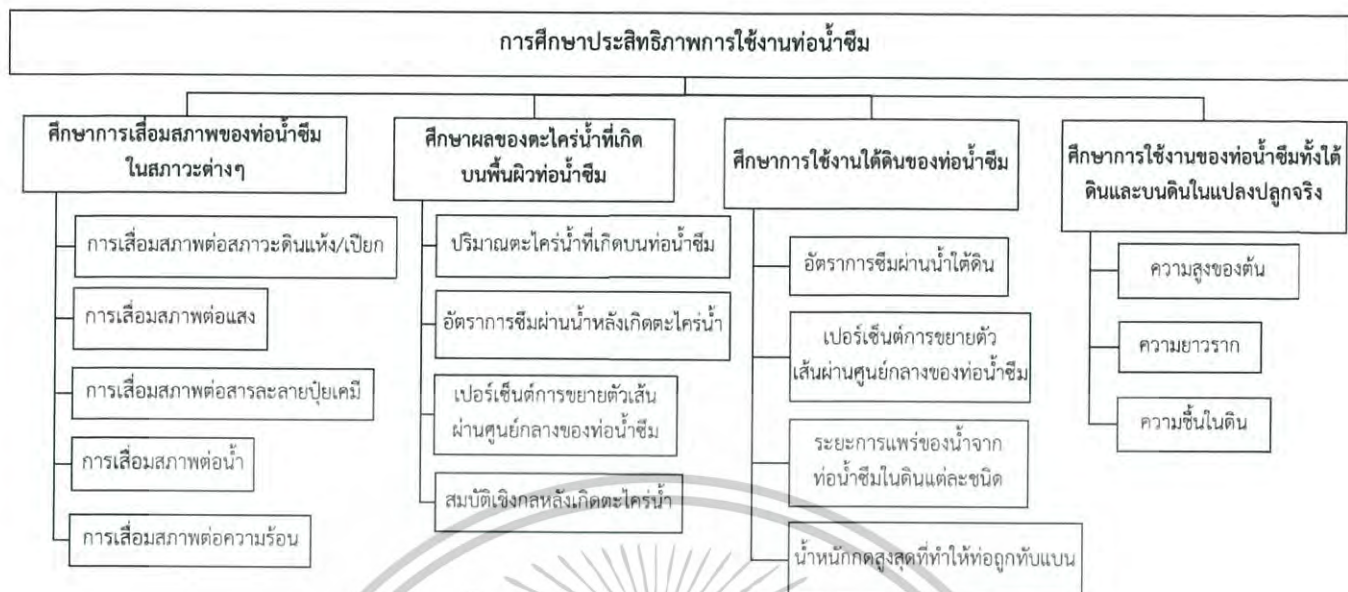 การศึกษาประสิทธิภาพการใช้งานท่อน้ำซึม
ศึกษาการเสื่อมสภาพของท่อน้ำซึม
ในสภาวะต่างๆ
การเสื่อมสภาพต่อสภาวะดินแห้ง/เปียก
การเสื่อมสภาพต่อแสง
การเสื่อมสภาพต่อสารละลายปุ๋ยเคมี
การเสื่อมสภาพต่อน้ำ
การเสื่อมสภาพต่อความร้อน
ศึกษาผลของตะไคร่น้ำที่เกิด
บนพื้นผิวท่อน้ำซึม
ปริมาณตะไคร่น้ำที่เกิดบนท่อน้ำซึม
อัตราการซึมผ่านน้ำหลังเกิดตะไคร่น้ำ
เปอร์เซ็นต์การขยายตัวเส้น
ผ่านศูนย์กลางของท่อน้ำซึม
สมบัติเชิงกลหลังเกิดตะไคร่น้ำ
ศึกษาการใช้งานใต้ดินของท่อน้ำซึม
อัตราการซึมผ่านน้ำใต้ดิน
เปอร์เซ็นต์การขยายตัว
เส้นผ่านศูนย์กลางของท่อน้ำซึม
ระยะการแพร่ของน้ำจาก
ท่อน้ำซึมในดินแต่ละชนิด
น้ำหนักกดสูงสุดที่ทำให้ท่อถูกทับแบน
ศึกษาการใช้งานของท่อน้ำซึมทั้งใต้
ดินและบนดินในแปลงปลูกจริง
ความสูงของต้น
ความยาวราก
ความชื้นในดิน